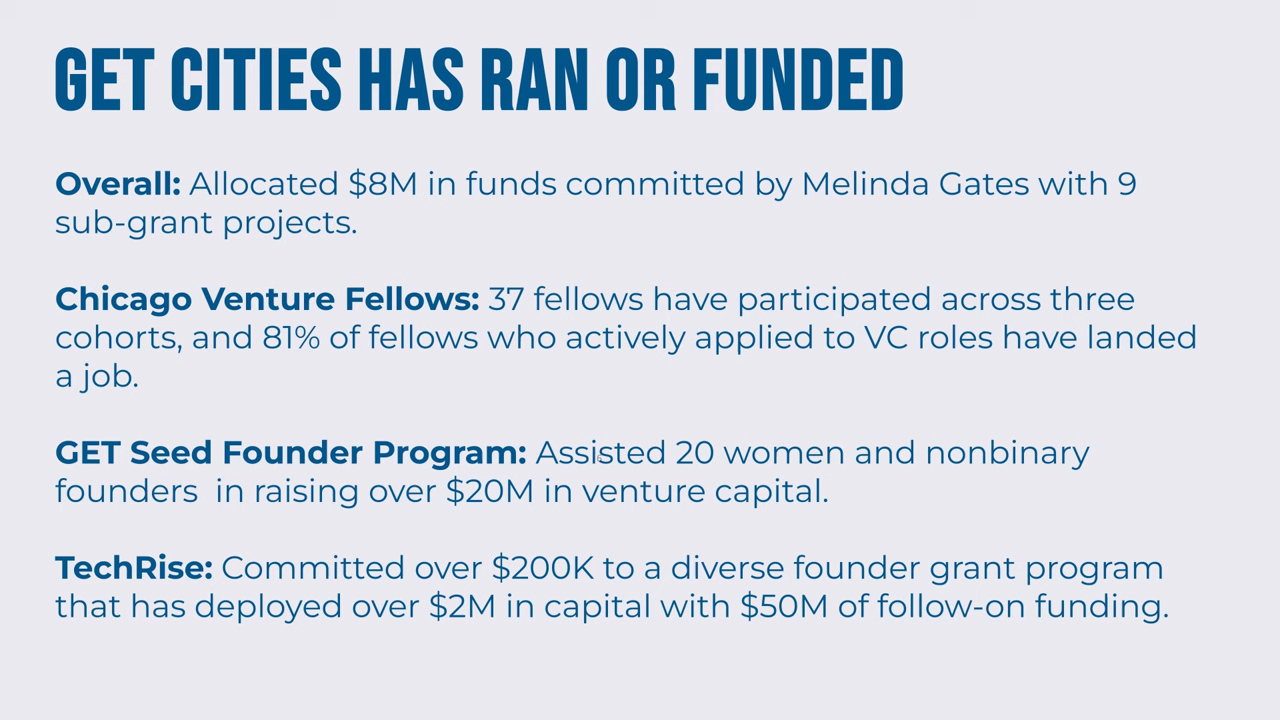 GET CITIES HAS RAN OR FUNDED
Overall: Allocated $8M in funds committed by Melinda Gates with 9
sub-grant projects.
Chicago Venture Fellows: 37 fellows have participated across three
cohorts, and 81% of fellows who actively applied to VC roles have landed
a job.
GET Seed Founder Program: Assisted 20 women and nonbinary
founders  in raising over $20M in venture capital.
TechRise: Committed over $200K to a diverse founder grant program
that has deployed over $2M in capital with $50M of follow-on funding.